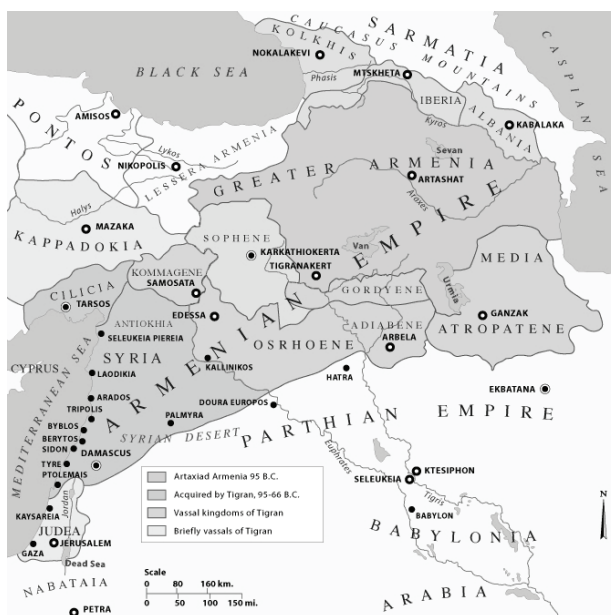 SARMATIA
CAUCASUS MOUNTAINS
KOLKHIS
NOKALAKEVI
BLACK SEA
Phasis
MTSKHETA
CASPIAN SEA
IBERIA
ALBANIA
KABALAKA
Kyros
AMISOS
PONTOS
Lykos
NIKOPOLIS
LESSERA ARMENIA
Sevan
GREATER ARMENIA
ARTASHAT
Araxes
Halys
MAZAKA
KAPPADOKIA
SOPHENE
KARKATHIOKERTA
Van
TIGRANAKERT
ARMENIAN EMPIRE
MEDIA
ATROPATENE
KOMMAGENE
SAMOSATA
GORDYENE
Urmia
CILICIA
TARSOS
EDESSA
GANZAK
ANTIOKHIA
ADIABENE
ARBELA
SELEUKEIA PIEREIA
OSRHOENE
SYRIA
KALLINIKOS
CYPRUS
HATRA
LAODIKIA
EKBATANA
MEDITERRANEAN SEA
ARADOS
DOURA EUROPOS
TRIPOLIS
PALMYRA
PARTHIAN EMPIRE
BYBLOS
BERYTOS
SYRIAN DESERT
SIDON
DAMASCUS
Euphrates
TYRE
KTESIPHON
PTOLEMAIS
SELEUKEIA
Tigris
Jordan
KAYSAREIA
BABYLON
JUDEA
BABYLONIA
JERUSALEM
GAZA
Dead Sea
NABATAIA
ARABIA
PETRA
Artaxiad Armenia 95 B.C.
Acquired by Tigran, 95-66 B.C.
Vassal kingdoms of Tigran
Briefly vassals of Tigran
Scale
0 80 160 km.
0 50 100 150 mi.
N